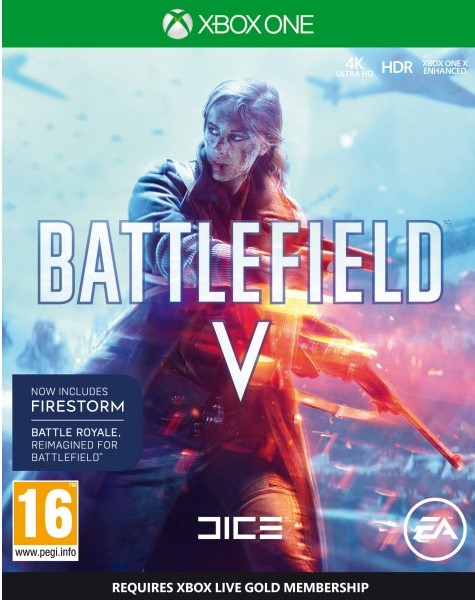 XBOX ONE
4K
ULTRA HD
HDR
XBOX ONE X
ENHANCED
BATTLEFIELD™
V
NOW INCLUDES
FIRESTORM
BATTLE ROYALE,
REIMAGINED FOR
BATTLEFIELD™
16
www.pegi.info
DICE
EA
REQUIRES XBOX LIVE GOLD MEMBERSHIP